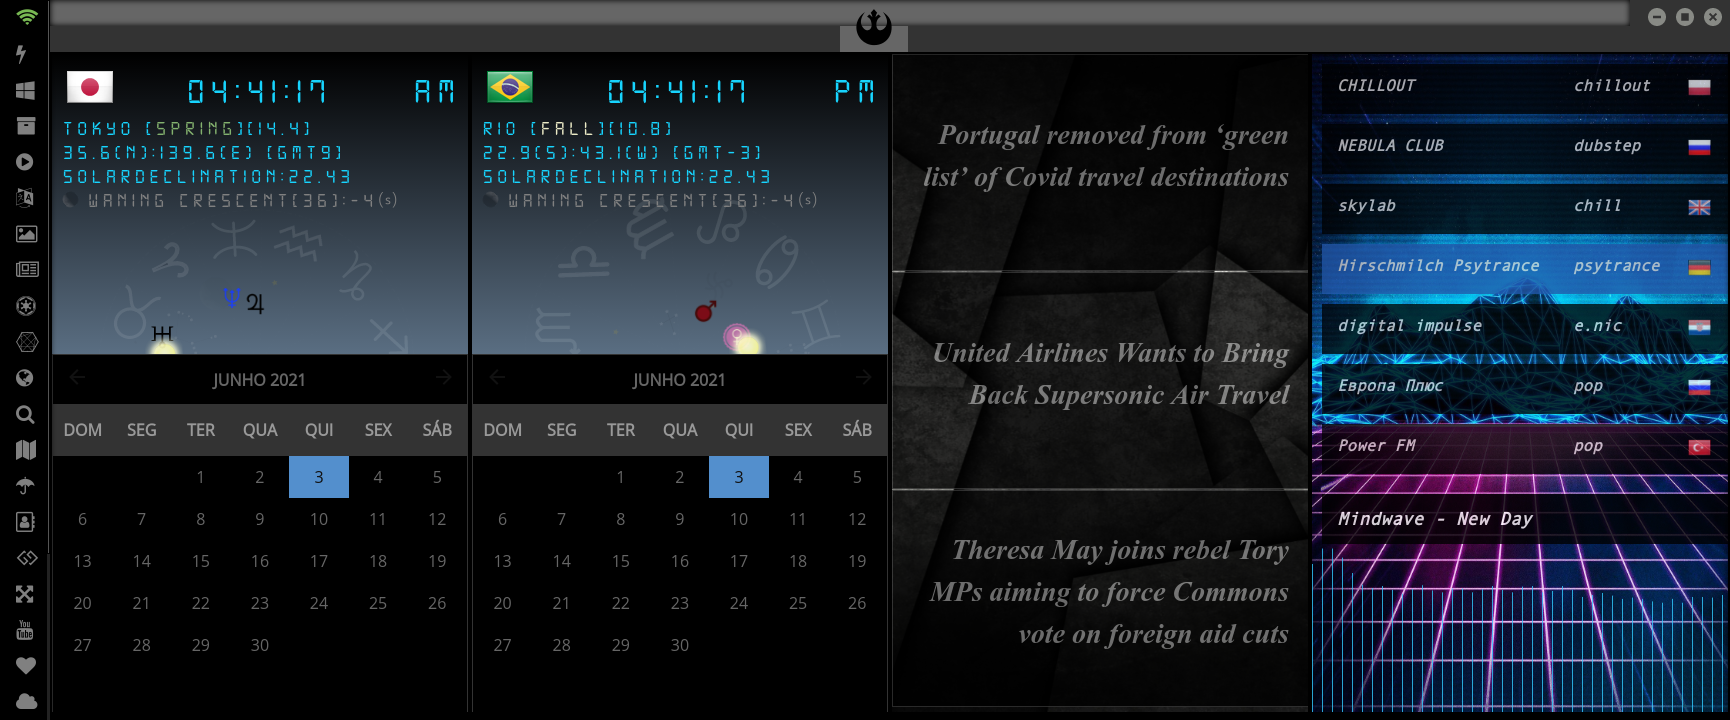 04:41:17 AM
TOKYO [SPRING][14.4]
35.6(N):139.6(E) [GMT9]
SOLARDECLINATION:22.43
WANING CRESCENT[36]:-4(s)
JUNHO 2021
DOM SEG TER QUA QUI SEX SÁB
1 2 3 4 5
6 7 8 9 10 11 12
13 14 15 16 17 18 19
20 21 22 23 24 25 26
27 28 29 30
04:41:17 PM
RIO [FALL][10.8]
22.9(S):43.1(W) [GMT-3]
SOLARDECLINATION:22.43
WANING CRESCENT[36]:-4(s)
JUNHO 2021
DOM SEG TER QUA QUI SEX SÁB
1 2 3 4 5
6 7 8 9 10 11 12
13 14 15 16 17 18 19
20 21 22 23 24 25 26
27 28 29 30
Portugal removed from ‘green
list’ of Covid travel destinations
United Airlines Wants to Bring
Back Supersonic Air Travel
Theresa May joins rebel Tory
MPs aiming to force Commons
vote on foreign aid cuts
CHILLOUT chillout
NEBULA CLUB dubstep
skylab chill
Hirschmilch Psytrance psytrance
digital impulse e.nic
Европа Плюс pop
Power FM pop
Mindwave - New Day
You
Tube